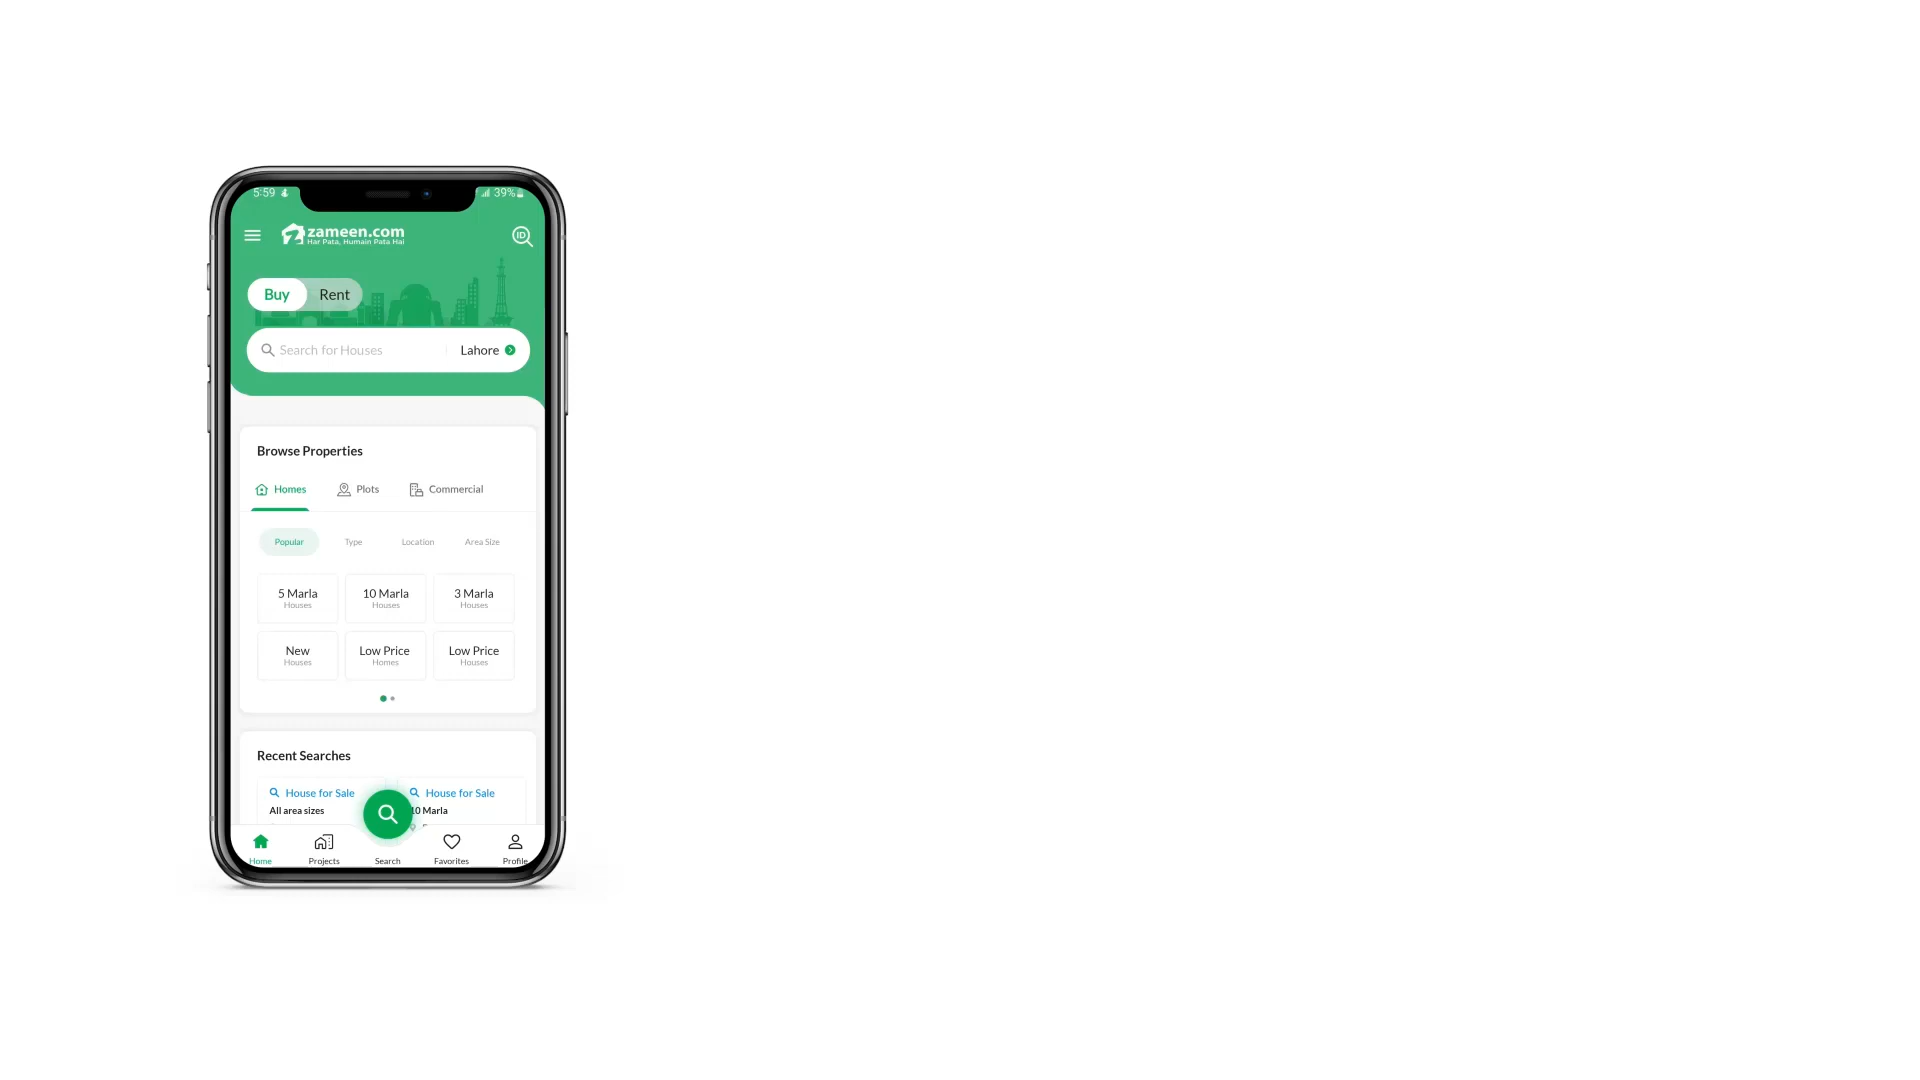 5:59
39%
zameen.com
Har Pata, Humain Pata Hai
ID
Buy
Rent
Search for Houses
Lahore
Browse Properties
Homes
Plots
Commercial
Popular
Type
Location
Area Size
5 Marla
Houses
10 Marla
Houses
3 Marla
Houses
New
Houses
Low Price
Homes
Low Price
Houses
Recent Searches
House for Sale
All area sizes
House for Sale
10 Marla
Home
Projects
Search
Favorites
Profile